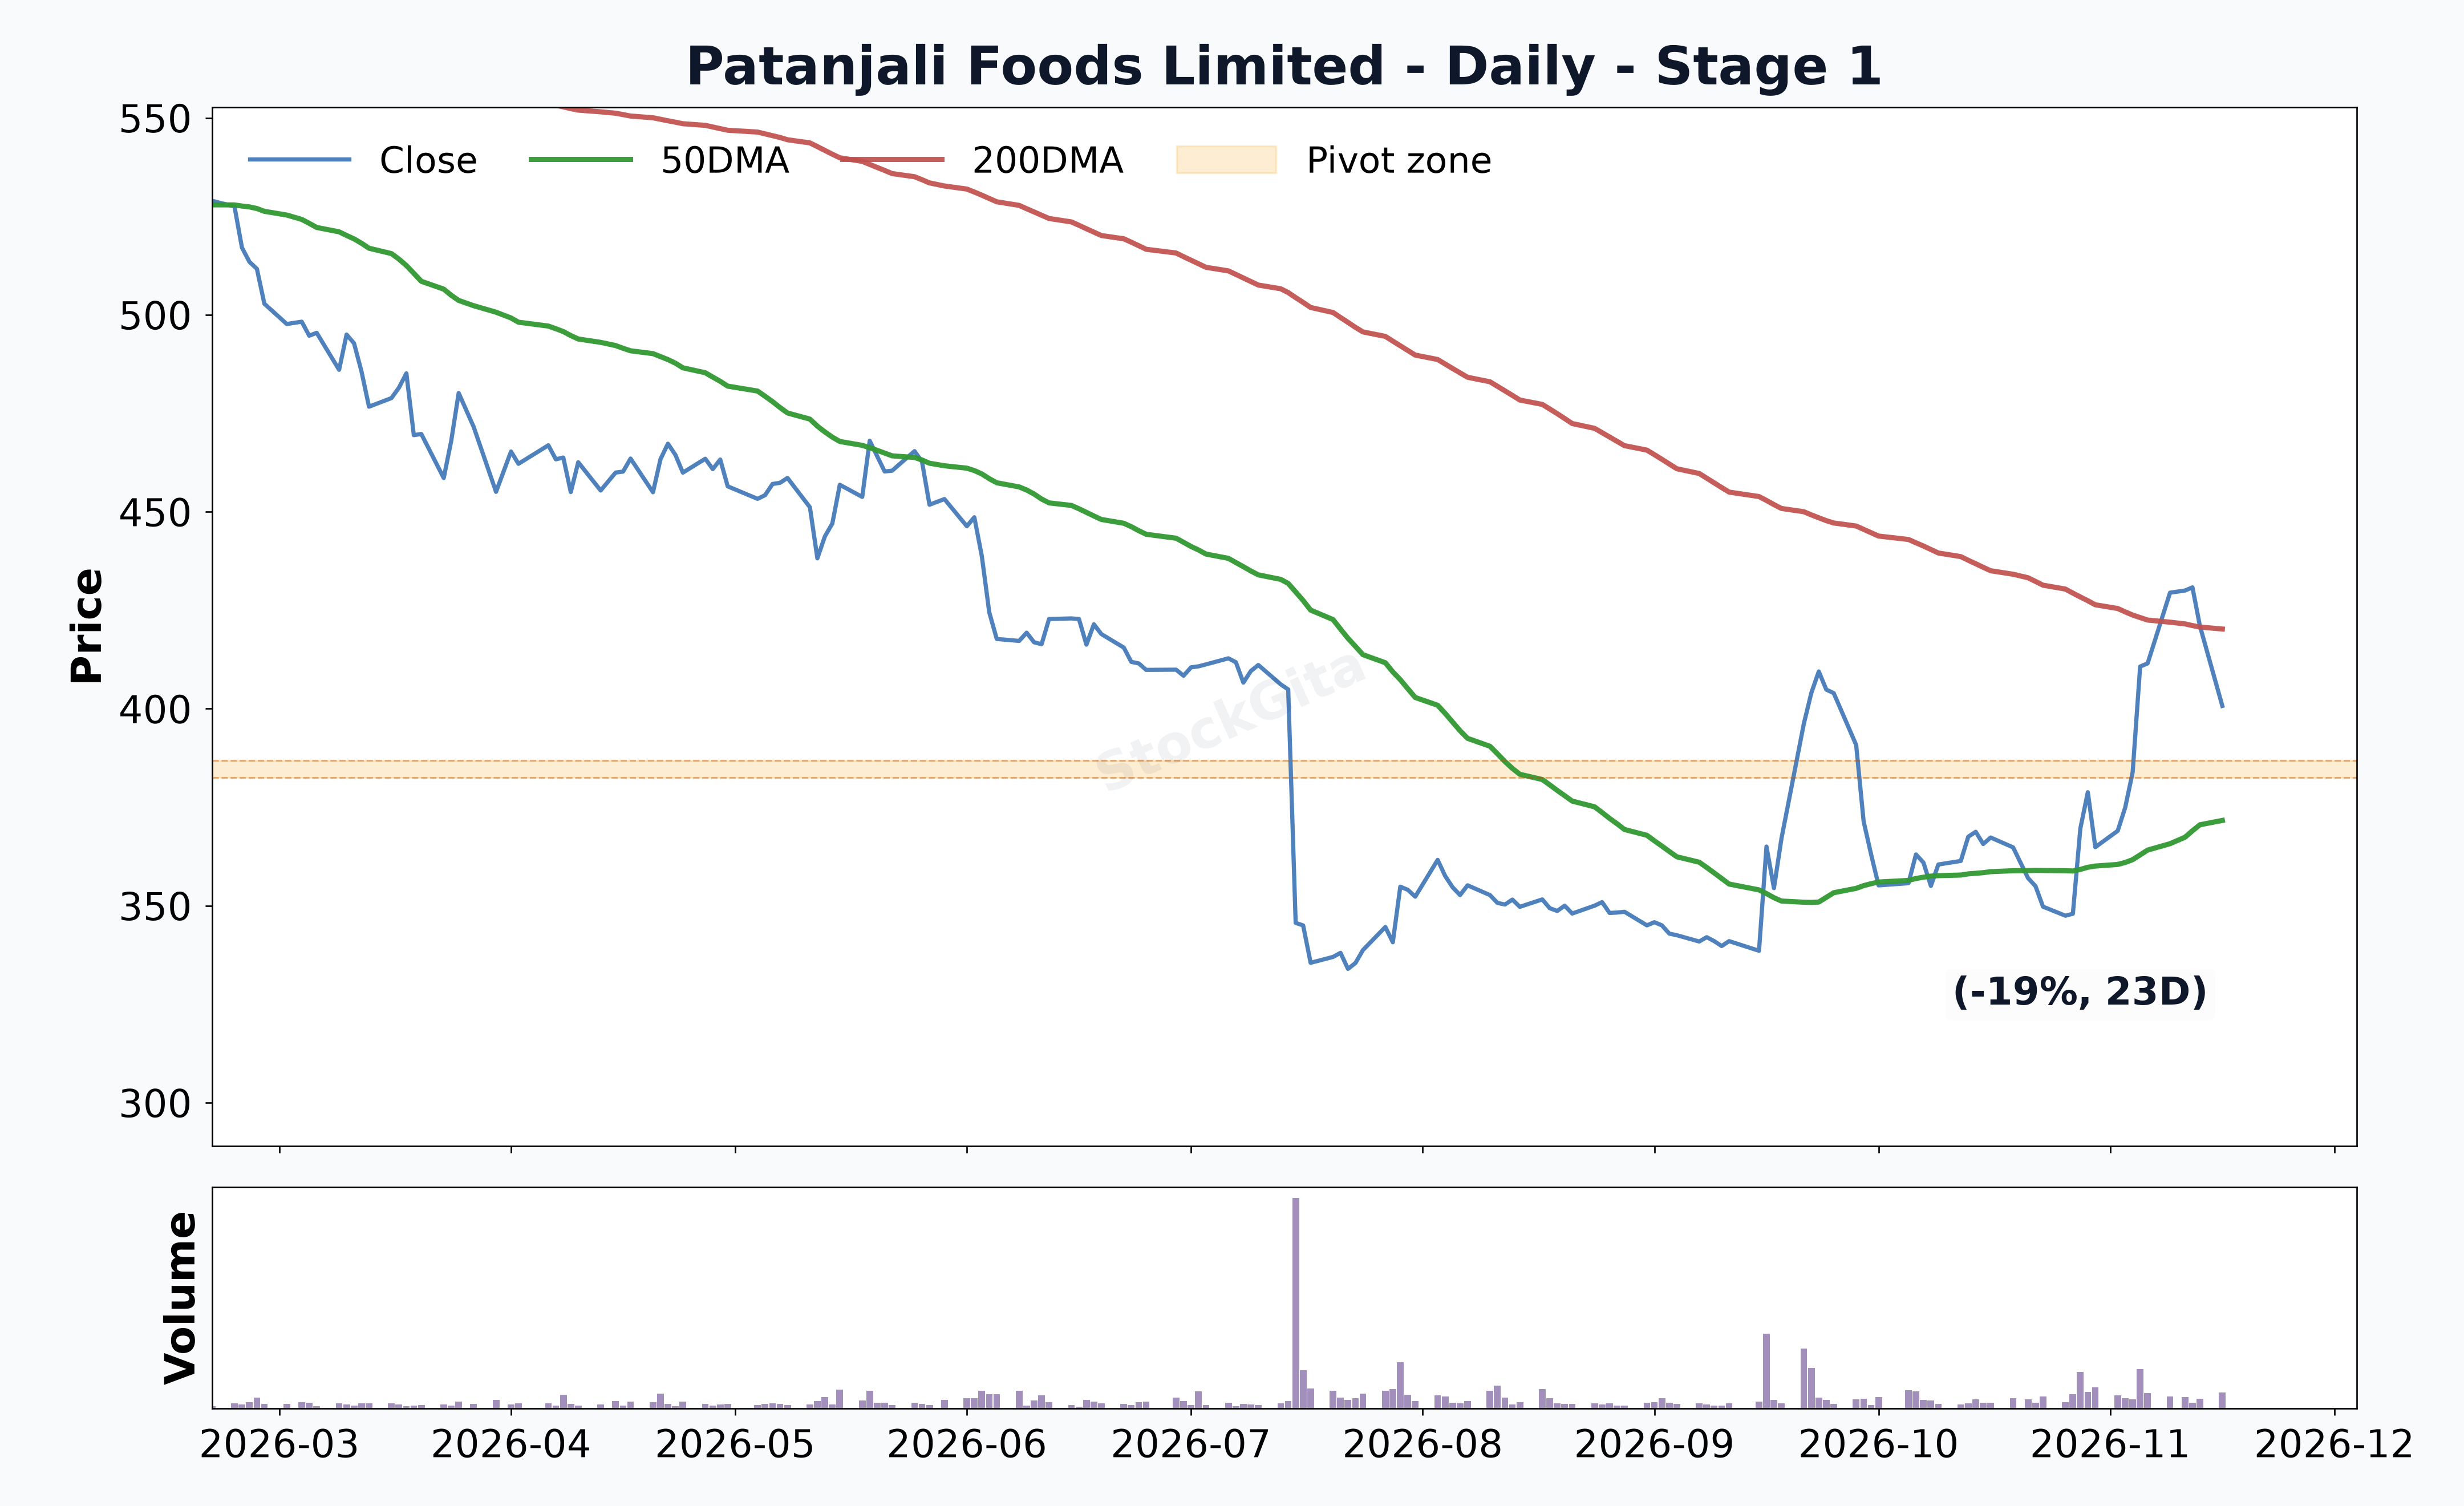 Patanjali Foods Limited - Daily - Stage 1
Close 50DMA 200DMA Pivot zone
Price
550
500
450
400
350
300
StockGita
(-19%, 23D)
Volume
2026-03 2026-04 2026-05 2026-06 2026-07 2026-08 2026-09 2026-10 2026-11 2026-12